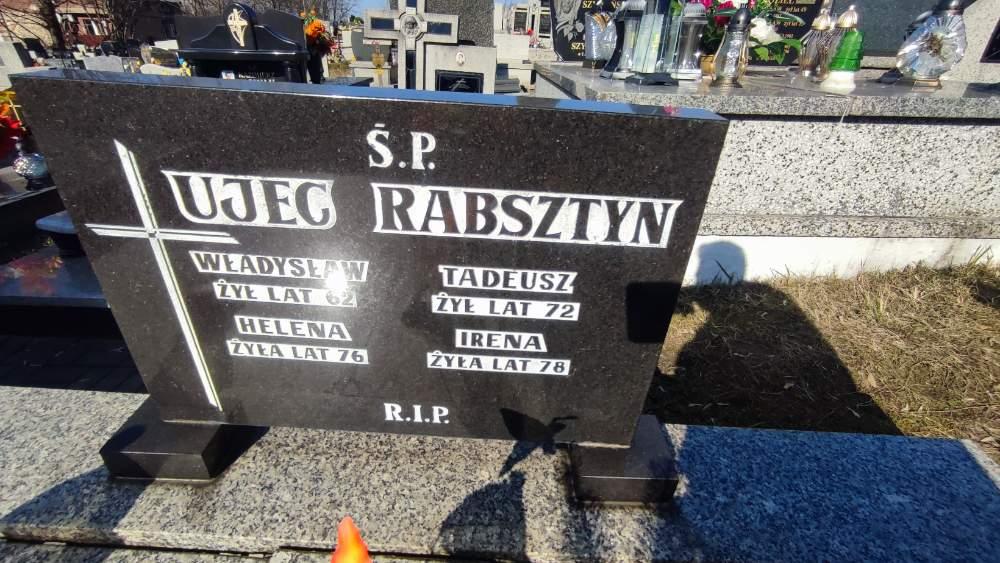 Ś.P.
UJEC
WŁADYSŁAW
ŻYŁ LAT 62
HELENA
ŻYŁA LAT 76
RABSZTYN
TADEUSZ
ŻYŁ LAT 72
IRENA
ŻYŁA LAT 78
R.I.P.